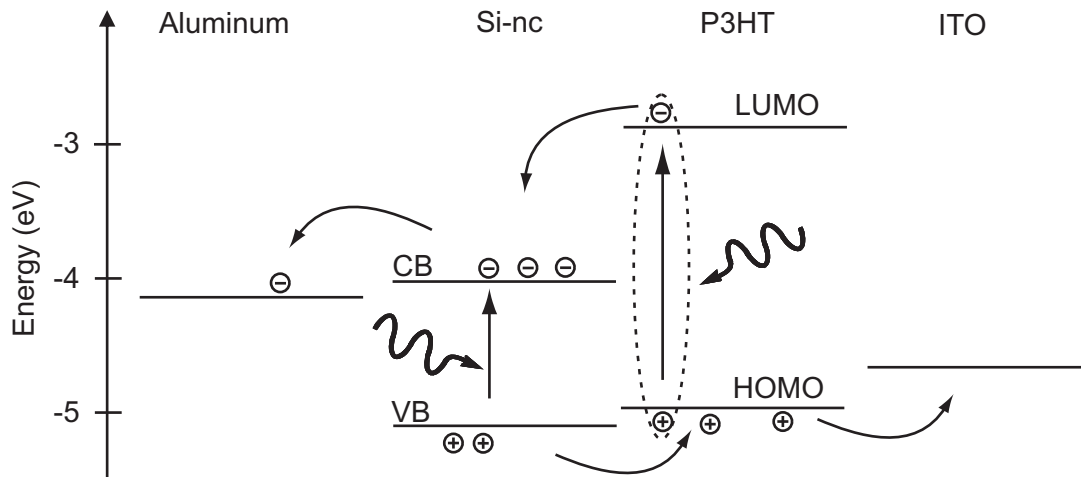 Aluminum Si-nc P3HT ITO
LUMO
-3
Energy (eV)
CB
-4
HOMO
VB
-5